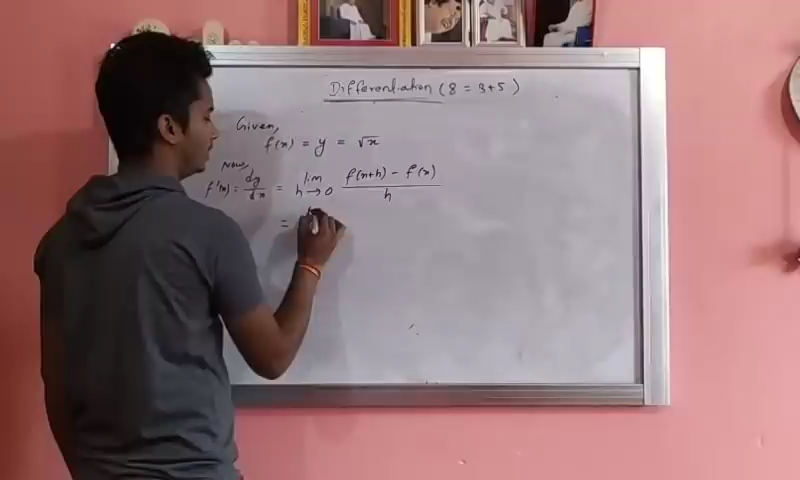 Differentiation (8 = 3+5)
Given,
f(x) = y = √x
Now,
f'(x) = dy/dx = lim h→0 f(x+h) - f(x) / h
=